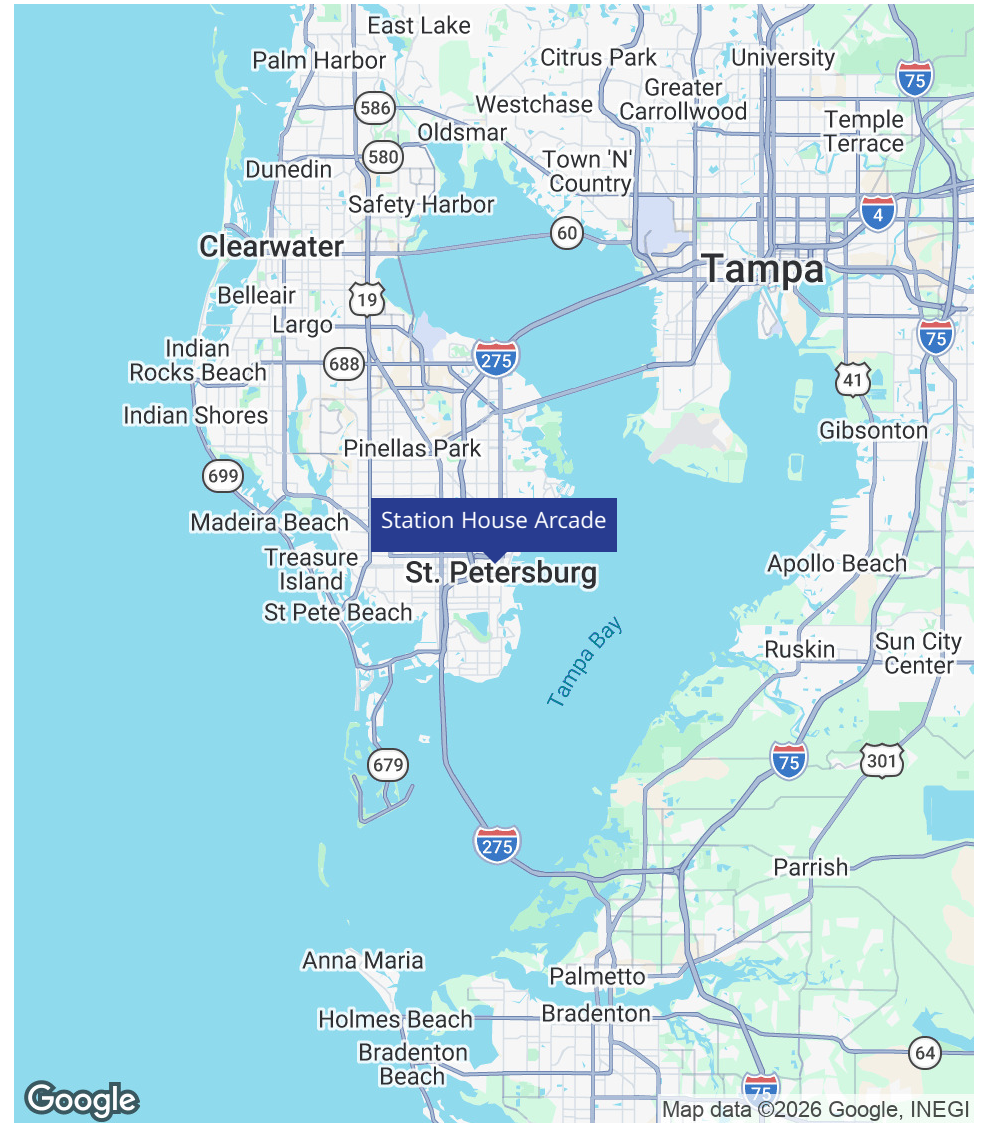 East Lake
Palm Harbor
Citrus Park
University
75
Greater
Carrollwood
586
Westchase
Oldsmar
Temple
Terrace
580
Dunedin
Town 'N'
Country
Safety Harbor
4
60
Clearwater
Tampa
Belleair
19
Largo
75
Indian
Rocks Beach
688
275
41
Indian Shores
Gibsonton
Pinellas Park
699
Madeira Beach
Station House Arcade
Treasure
Island
St. Petersburg
Apollo Beach
St Pete Beach
Tampa Bay
Ruskin
Sun City
Center
679
75
301
275
Parrish
Anna Maria
Palmetto
Holmes Beach
Bradenton
Bradenton
Beach
64
75
Google
Map data ©2026 Google, INEGI